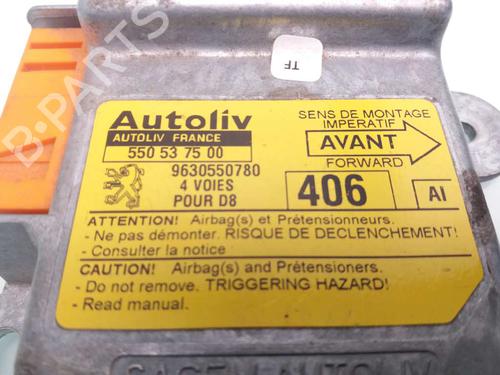 TF
Autoliv
AUTOLIV FRANCE
550 53 75 00
9630550780
4 VOIES
POUR D8
SENS DE MONTAGE
IMPERATIF
AVANT
FORWARD
406
AI
ATTENTION! Airbag(s) et Prétensionneurs.
- Ne pas démonter. RISQUE DE DECLENCHEMENT!
- Consulter la notice
CAUTION! Airbag(s) and Prétensioners.
- Do not remove. TRIGGERING HAZARD!
- Read manual.
SAGEM AUTOLIV
B-Parts